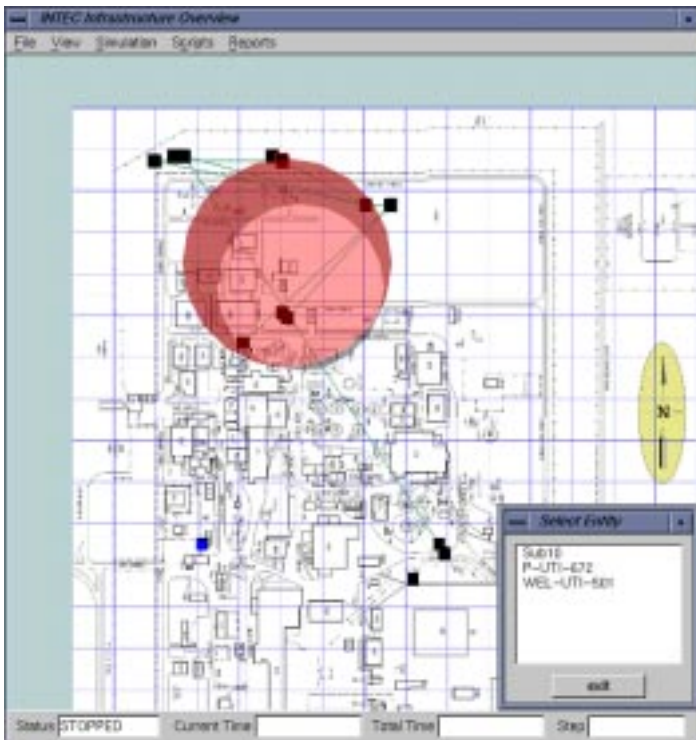 INTEC Infrastructure Overview
File View Simulation Scripts Reports
N
Select Entity
Sub10
P-UTI-672
WEL-UTI-501
exit
Status STOPPED Current Time Total Time Step